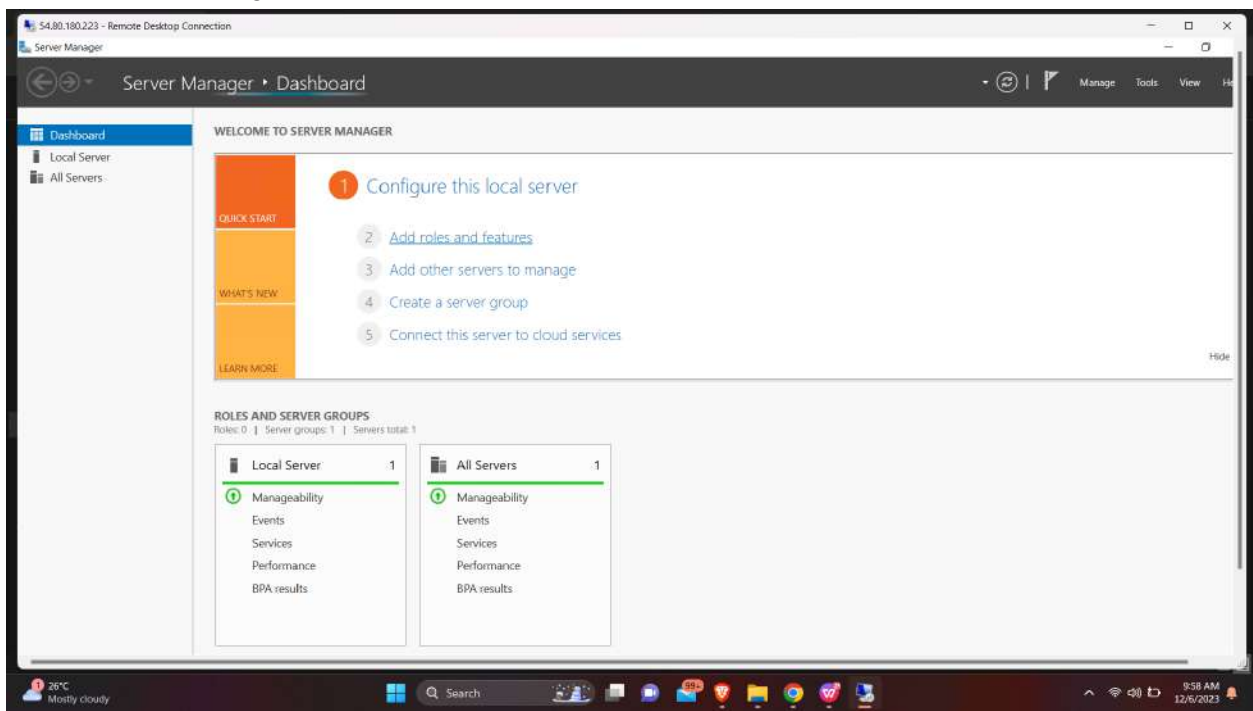 54.80.180.223 - Remote Desktop Connection
Server Manager
Server Manager • Dashboard
Manage Tools View He
Dashboard
Local Server
All Servers
WELCOME TO SERVER MANAGER
QUICK START
WHAT'S NEW
LEARN MORE
1 Configure this local server
2 Add roles and features
3 Add other servers to manage
4 Create a server group
5 Connect this server to cloud services
Hide
ROLES AND SERVER GROUPS
Roles: 0 | Server groups: 1 | Servers total: 1
Local Server 1
Manageability
Events
Services
Performance
BPA results
All Servers 1
Manageability
Events
Services
Performance
BPA results
1
26°C
Mostly cloudy
Search
99+
9:58 AM
12/6/2023